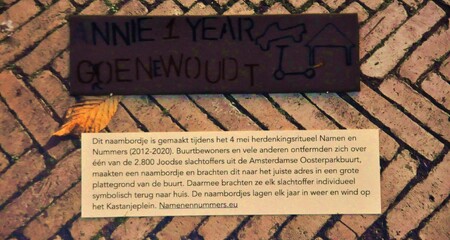 ANNIE 1 YEAR
GOENEWOUDT
Dit naambordje is gemaakt tijdens het 4 mei herdenkingsritueel Namen en
Nummers (2012-2020). Buurtbewoners en vele anderen ontfermden zich over
één van de 2.800 Joodse slachtoffers uit de Amsterdamse Oosterparkbuurt,
maakten een naambordje en brachten dit naar het juiste adres in een grote
plattegrond van de buurt. Daarmee brachten ze elk slachtoffer individueel
symbolisch terug naar huis. De naambordjes lagen elk jaar in weer en wind op
het Kastanjeplein. Namenennummers.eu